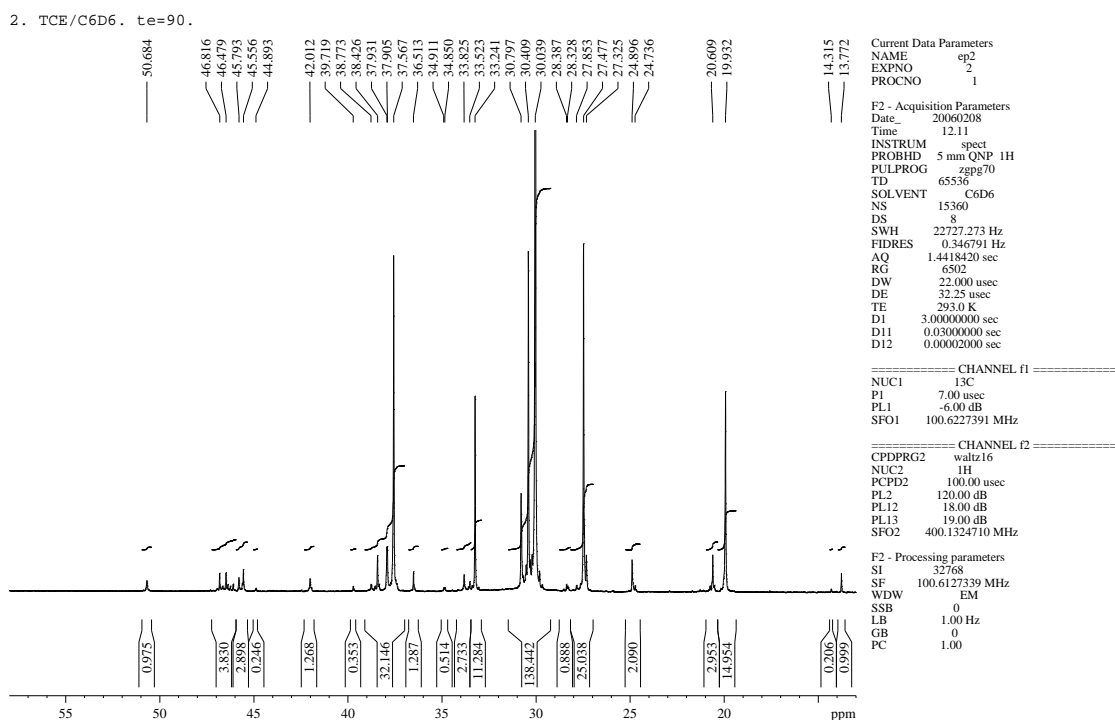 2. TCE/C6D6. te=90.
50.684
46.816
46.479
45.793
45.556
44.893
42.012
39.719
38.773
38.426
37.931
37.905
37.567
36.513
34.911
34.850
33.825
33.523
33.241
30.797
30.409
30.039
28.387
28.328
27.853
27.477
27.325
24.896
24.736
20.609
19.932
14.315
13.772
Current Data Parameters
NAME ep2
EXPNO 2
PROCNO 1
F2 - Acquisition Parameters
Date_ 20060208
Time 12.11
INSTRUM spect
PROBHD 5 mm QNP 1H
PULPROG zgpg70
TD 65536
SOLVENT C6D6
NS 15360
DS 8
SWH 22727.273 Hz
FIDRES 0.346791 Hz
AQ 1.4418420 sec
RG 6502
DW 22.000 usec
DE 32.25 usec
TE 293.0 K
D1 3.00000000 sec
D11 0.03000000 sec
D12 0.00002000 sec
============ CHANNEL f1 ============
NUC1 13C
P1 7.00 usec
PL1 -6.00 dB
SFO1 100.6227391 MHz
============ CHANNEL f2 ============
CPDPRG2 waltz16
NUC2 1H
PCPD2 100.00 usec
PL2 120.00 dB
PL12 18.00 dB
PL13 19.00 dB
SFO2 400.1324710 MHz
F2 - Processing parameters
SI 32768
SF 100.6127339 MHz
WDW EM
SSB 0
LB 1.00 Hz
GB 0
PC 1.00
0.975
3.830
2.898
0.246
1.268
0.353
32.146
1.287
0.514
2.733
11.284
138.442
0.888
25.038
2.090
2.953
14.954
0.206
0.999
55 50 45 40 35 30 25 20 ppm